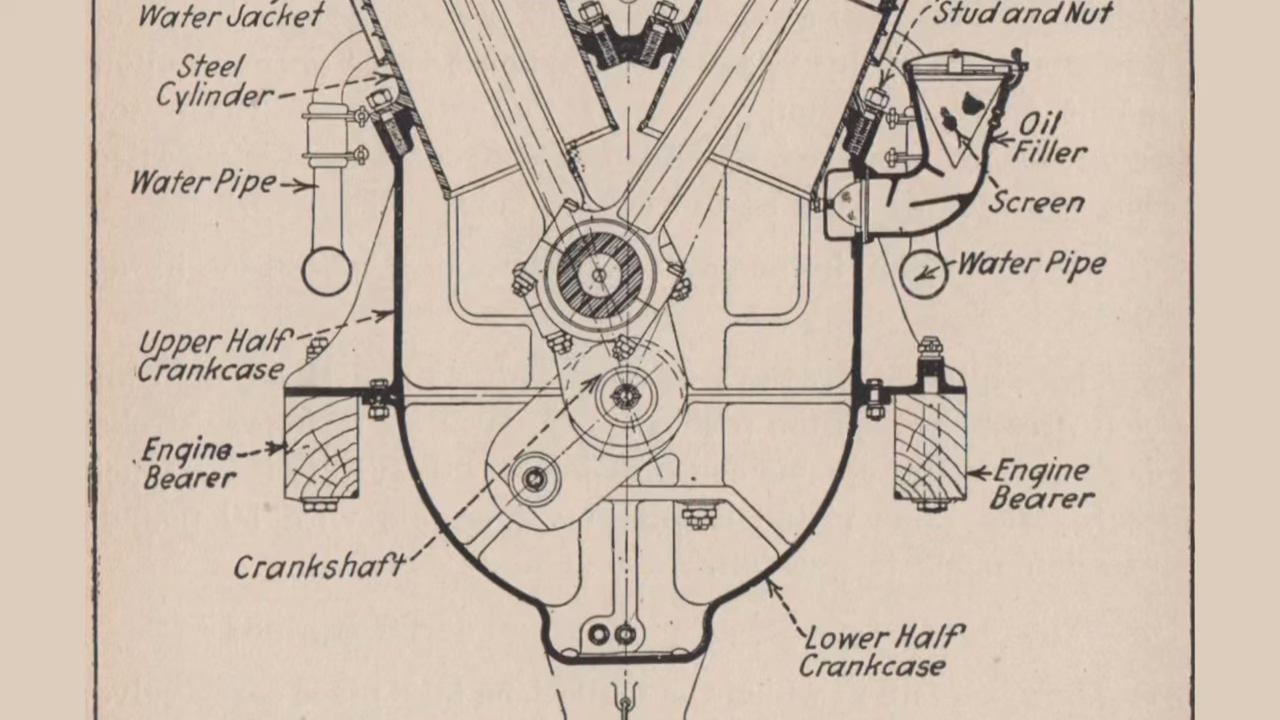 Water Jacket
Stud and Nut
Steel
Cylinder
Oil
Filler
Water Pipe
Screen
Water Pipe
Upper Half
Crankcase
Engine
Bearer
Engine
Bearer
Crankshaft
Lower Half
Crankcase